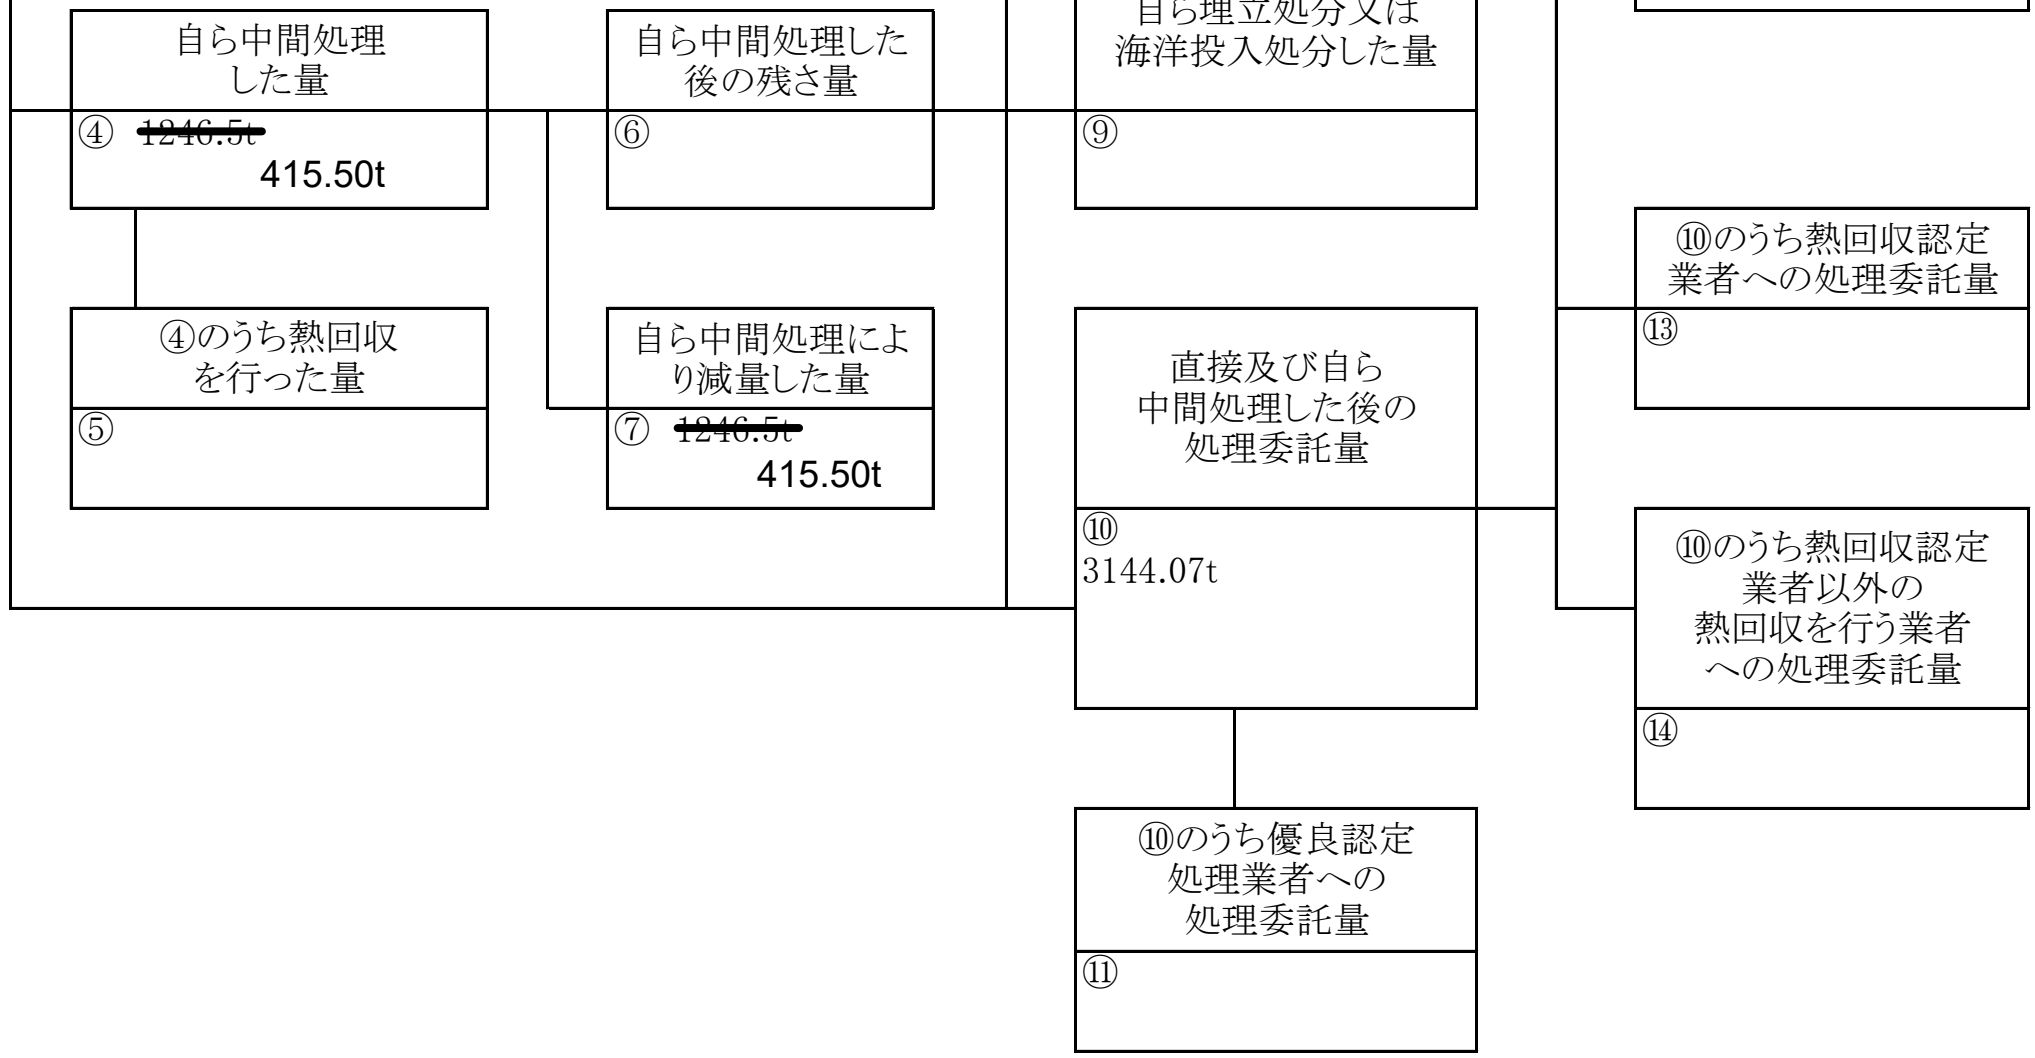 自ら中間処理
した量
④ 1246.5t
415.50t
自ら中間処理した
後の残さ量
⑥
自ら埋立処分又は
海洋投入処分した量
⑨
④のうち熱回収
を行った量
⑤
自ら中間処理によ
り減量した量
⑦ 1246.5t
415.50t
直接及び自ら
中間処理した後の
処理委託量
⑩
3144.07t
⑩のうち優良認定
処理業者への
処理委託量
⑪
⑩のうち熱回収認定
業者への処理委託量
⑬
⑩のうち熱回収認定
業者以外の
熱回収を行う業者
への処理委託量
⑭